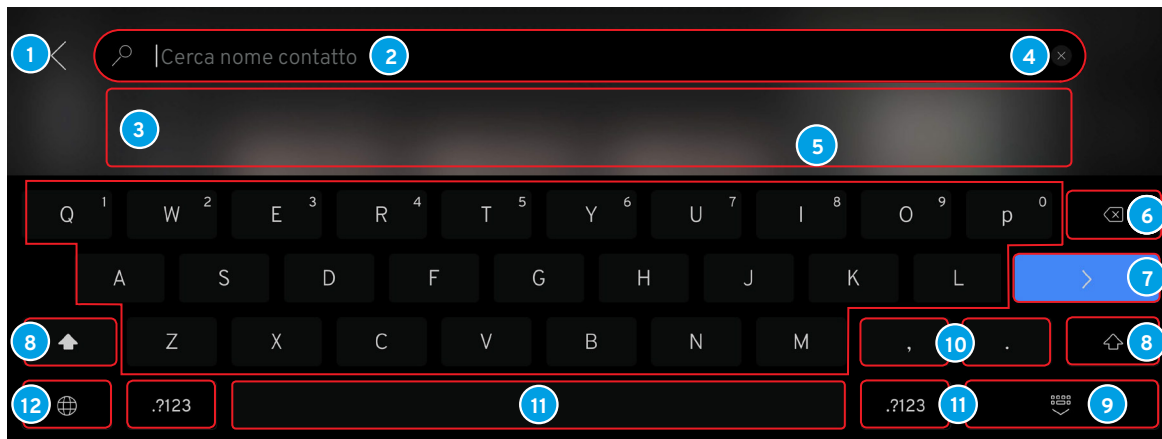 1 2 Cerca nome contatto 4
3 5
Q 1 W 2 E 3 R 4 T 5 Y 6 U 7 I 8 O 9 p 0 6
A S D F G H J K L 7
8 Z X C V B N M , 10 . 8
12 .?123 11 .?123 11 9